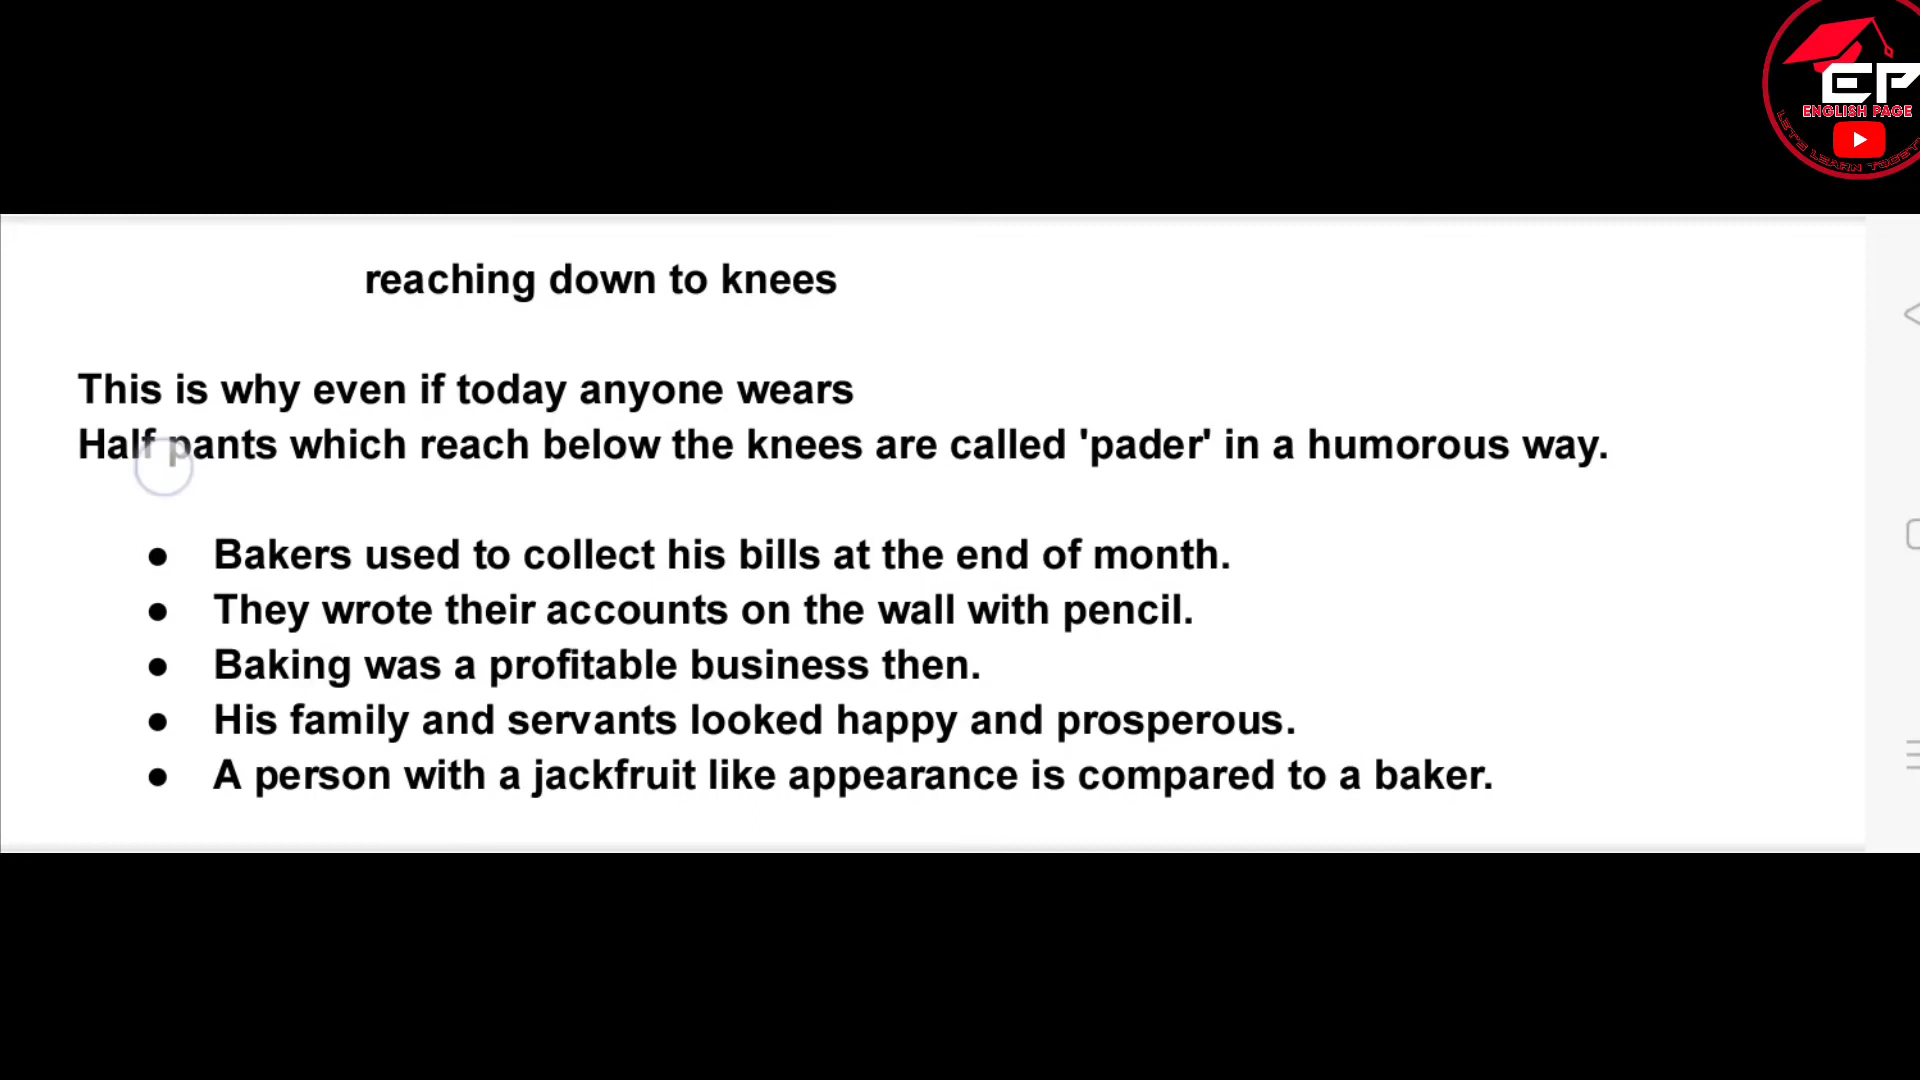 EP
ENGLISH PAGE
reaching down to knees
This is why even if today anyone wears
Half pants which reach below the knees are called 'pader' in a humorous way.
● Bakers used to collect his bills at the end of month.
● They wrote their accounts on the wall with pencil.
● Baking was a profitable business then.
● His family and servants looked happy and prosperous.
● A person with a jackfruit like appearance is compared to a baker.